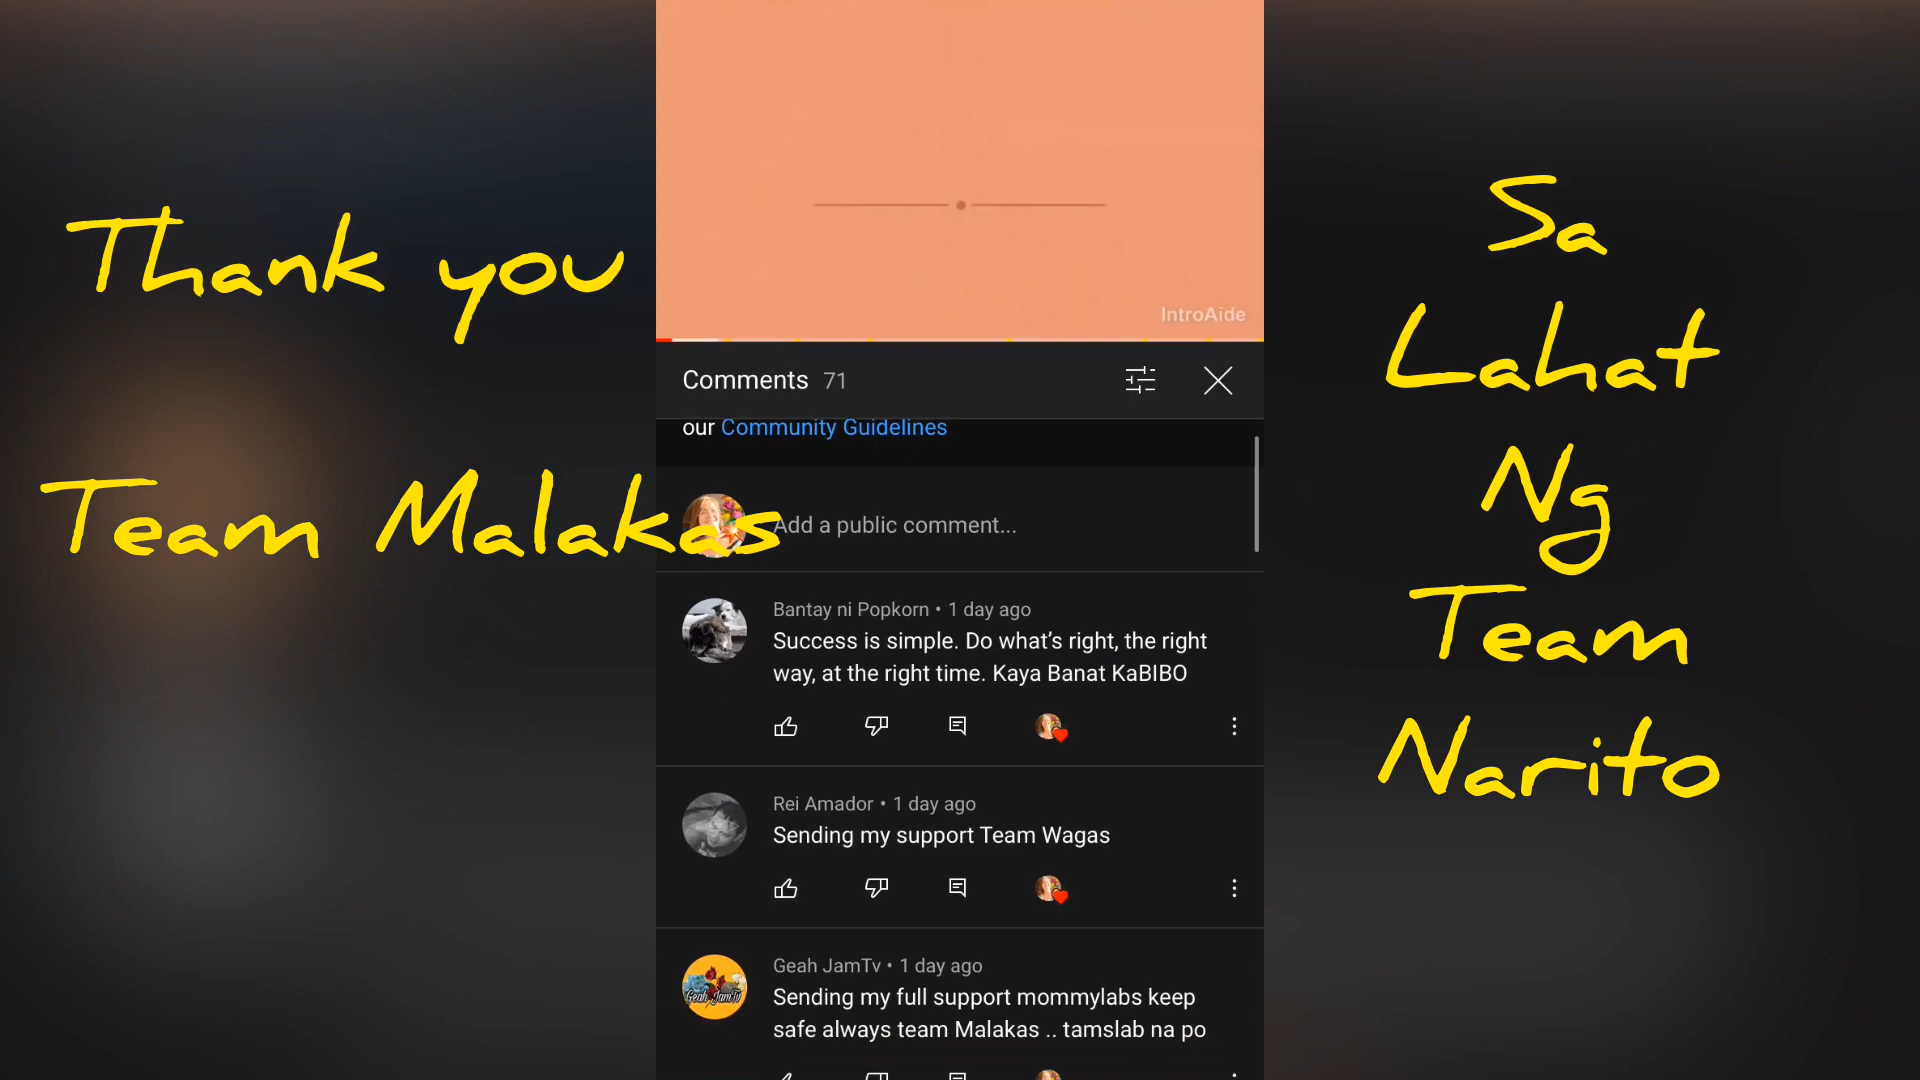 Thank you
Team Malakas
IntroAide
Comments 71
our Community Guidelines
Add a public comment...
Bantay ni Popkorn • 1 day ago
Success is simple. Do what's right, the right
way, at the right time. Kaya Banat KaBIBO
Rei Amador • 1 day ago
Sending my support Team Wagas
Geah JamTv
Geah JamTv • 1 day ago
Sending my full support mommylabs keep
safe always team Malakas .. tamslab na po
Sa
Lahat
Ng
Team
Narito